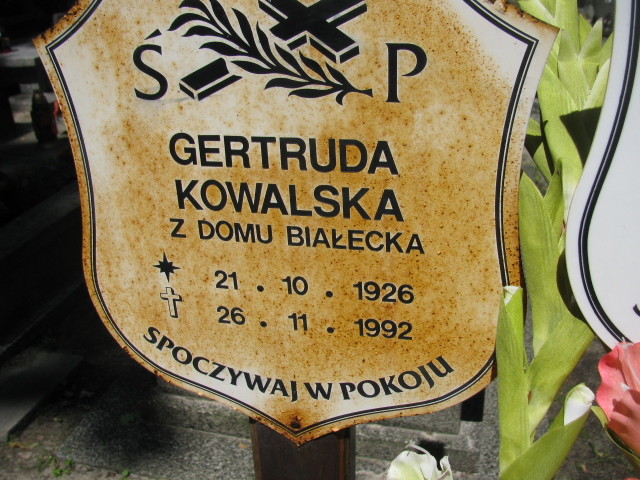 Ś P
GERTRUDA
KOWALSKA
Z DOMU BIAŁECKA
21 . 10 . 1926
26 . 11 . 1992
SPOCZYWAJ W POKOJU